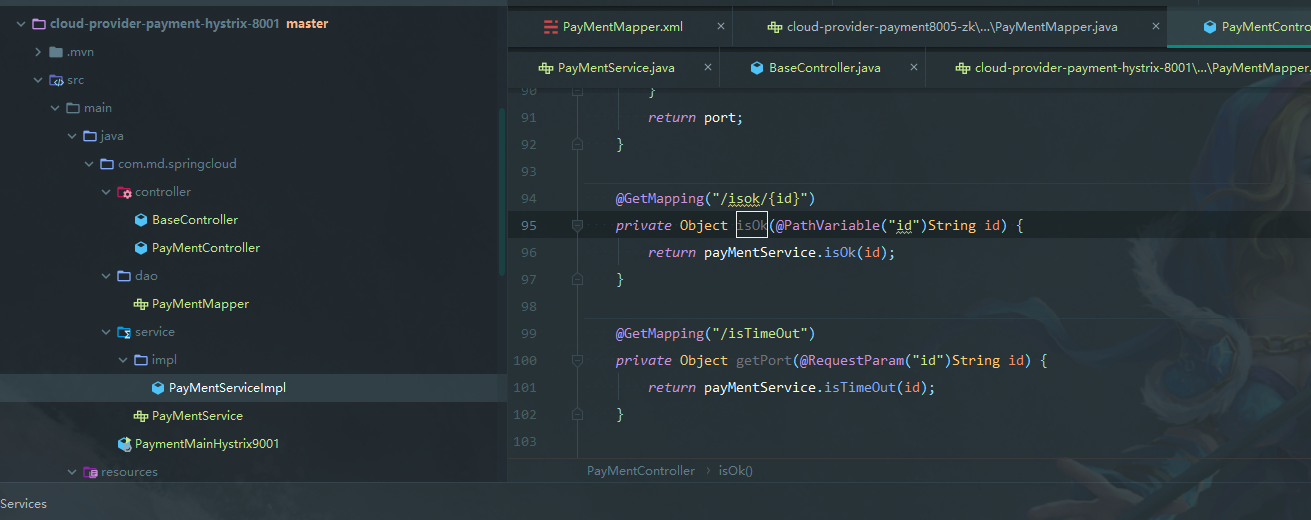 cloud-provider-payment-hystrix-8001 master
.mvn
src
main
java
com.md.springcloud
controller
BaseController
PayMentController
dao
PayMentMapper
service
impl
PayMentServiceImpl
PayMentService
PaymentMainHystrix9001
resources
Services
PayMentMapper.xml
cloud-provider-payment8005-zk\...\PayMentMapper.java
PayMentContro
PayMentService.java
BaseController.java
cloud-provider-payment-hystrix-8001\...\PayMentMapper.
90 }
91 return port;
92 }
93
94 @GetMapping("/isok/{id}")
95 private Object isOk(@PathVariable("id")String id) {
96 return payMentService.isOk(id);
97 }
98
99 @GetMapping("/isTimeOut")
100 private Object getPort(@RequestParam("id")String id) {
101 return payMentService.isTimeOut(id);
102 }
103
PayMentController › isOk()